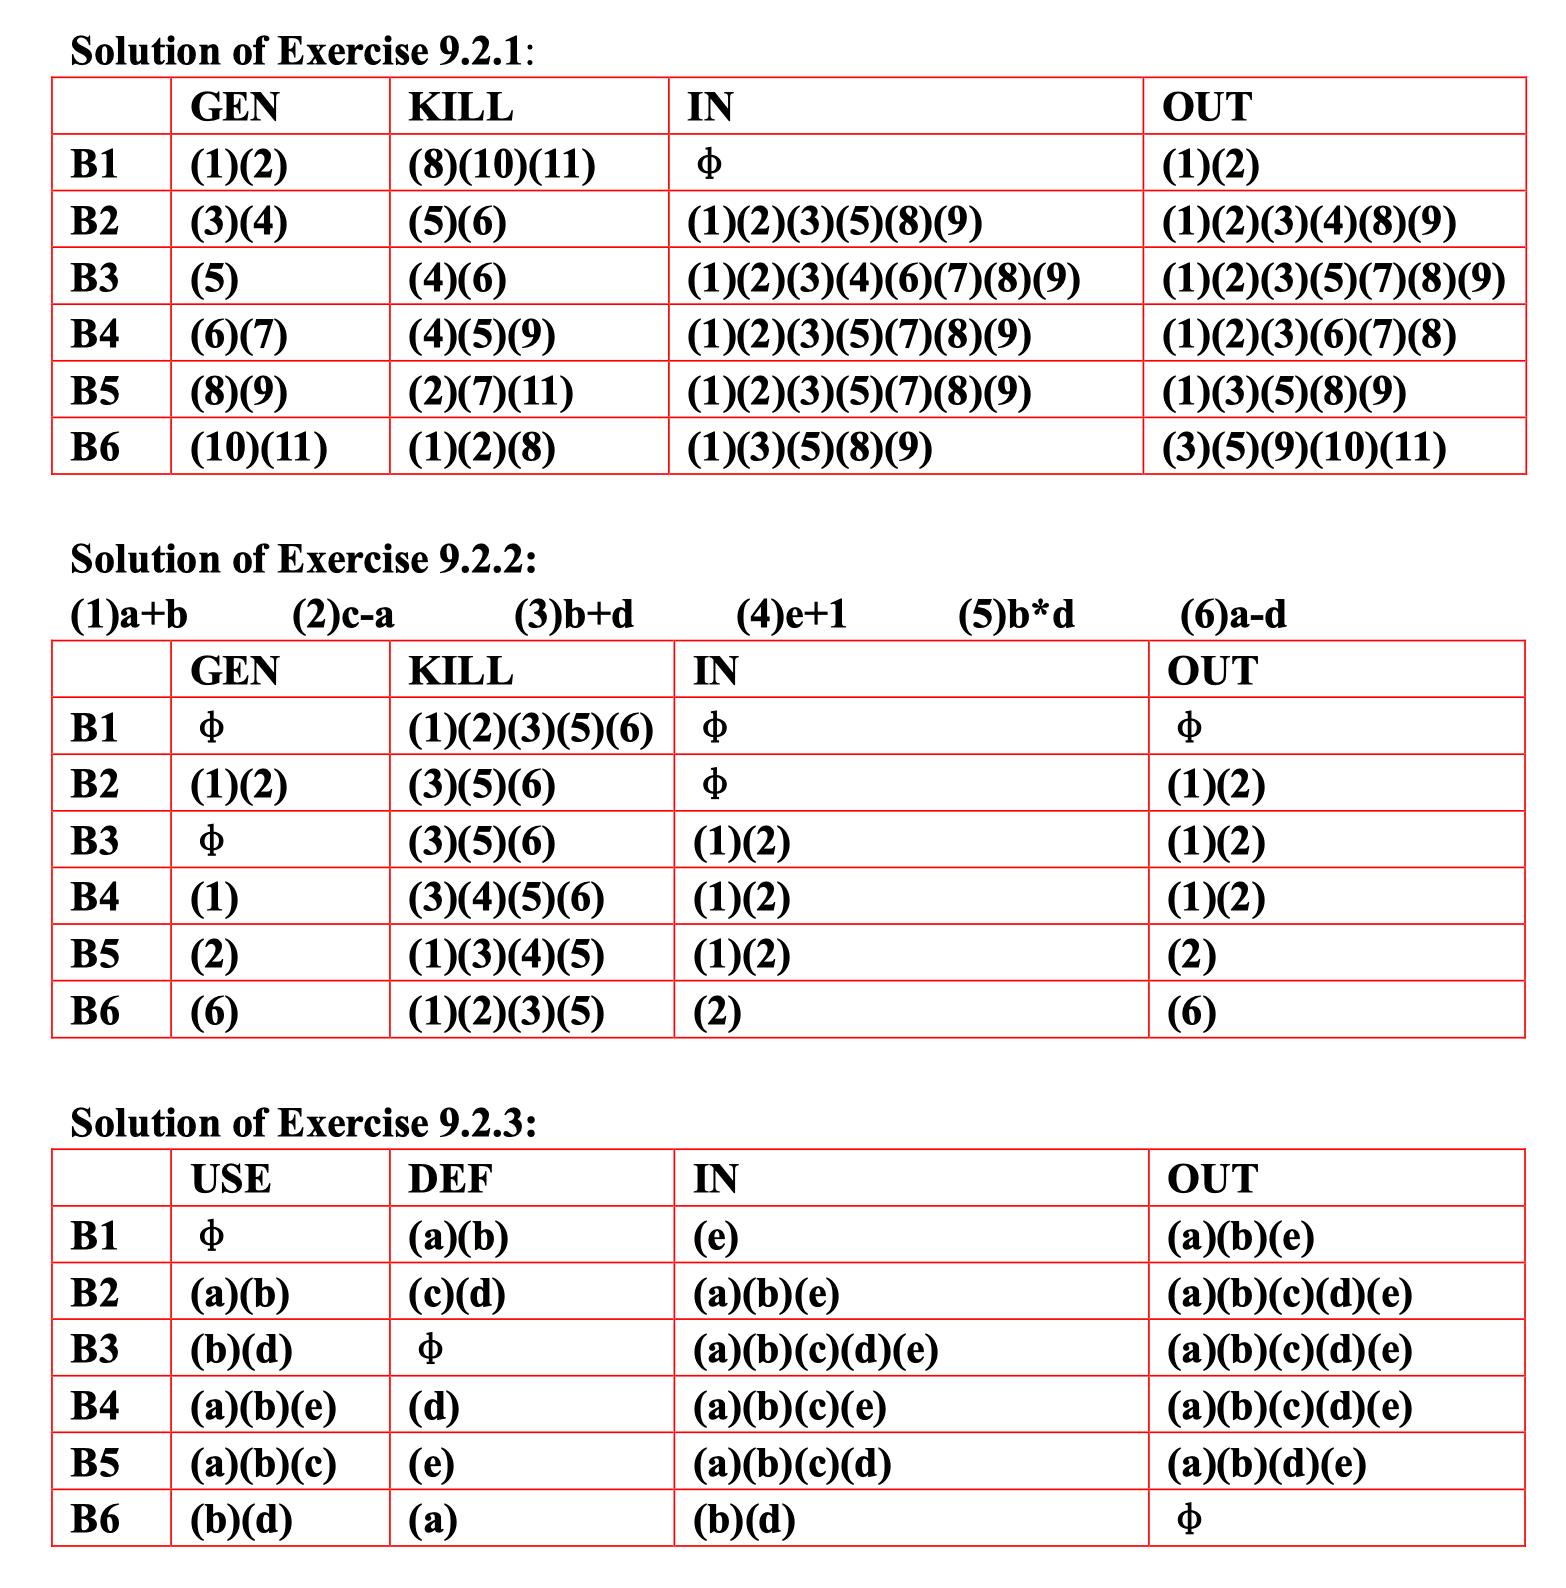 Solution of Exercise 9.2.1:
GEN KILL IN OUT
B1 (1)(2) (8)(10)(11) Φ (1)(2)
B2 (3)(4) (5)(6) (1)(2)(3)(5)(8)(9) (1)(2)(3)(4)(8)(9)
B3 (5) (4)(6) (1)(2)(3)(4)(6)(7)(8)(9) (1)(2)(3)(5)(7)(8)(9)
B4 (6)(7) (4)(5)(9) (1)(2)(3)(5)(7)(8)(9) (1)(2)(3)(6)(7)(8)
B5 (8)(9) (2)(7)(11) (1)(2)(3)(5)(7)(8)(9) (1)(3)(5)(8)(9)
B6 (10)(11) (1)(2)(8) (1)(3)(5)(8)(9) (3)(5)(9)(10)(11)
Solution of Exercise 9.2.2:
(1)a+b (2)c-a (3)b+d (4)e+1 (5)b*d (6)a-d
GEN KILL IN OUT
B1 Φ (1)(2)(3)(5)(6) Φ Φ
B2 (1)(2) (3)(5)(6) Φ (1)(2)
B3 Φ (3)(5)(6) (1)(2) (1)(2)
B4 (1) (3)(4)(5)(6) (1)(2) (1)(2)
B5 (2) (1)(3)(4)(5) (1)(2) (2)
B6 (6) (1)(2)(3)(5) (2) (6)
Solution of Exercise 9.2.3:
USE DEF IN OUT
B1 Φ (a)(b) (e) (a)(b)(e)
B2 (a)(b) (c)(d) (a)(b)(e) (a)(b)(c)(d)(e)
B3 (b)(d) Φ (a)(b)(c)(d)(e) (a)(b)(c)(d)(e)
B4 (a)(b)(e) (d) (a)(b)(c)(e) (a)(b)(c)(d)(e)
B5 (a)(b)(c) (e) (a)(b)(c)(d) (a)(b)(d)(e)
B6 (b)(d) (a) (b)(d) Φ